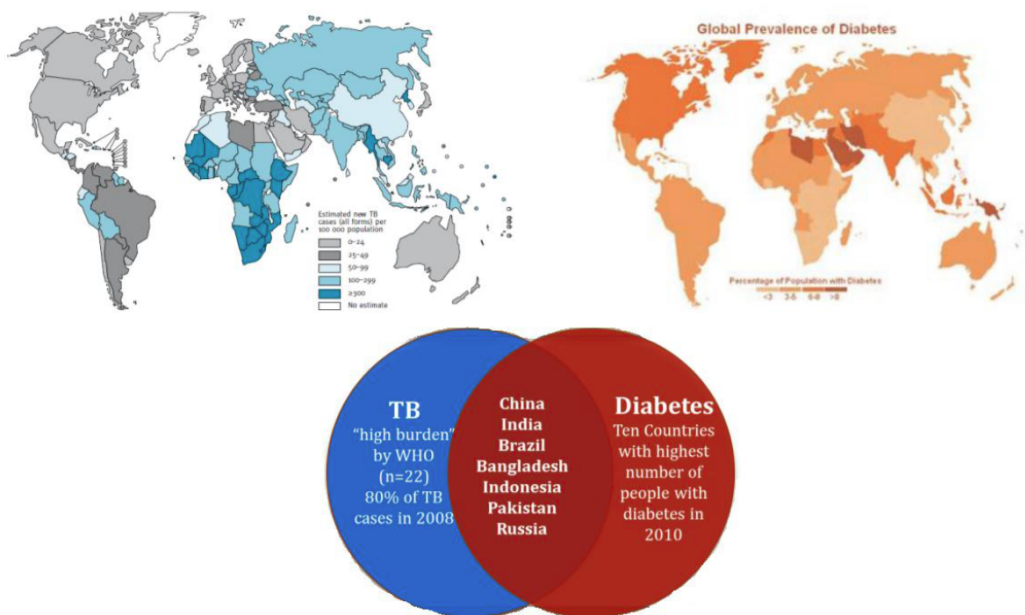 Estimated new TB
cases (all forms) per
100 000 population
0–24
25–49
50–99
100–299
≥300
No estimate
Global Prevalence of Diabetes
Percentage of Population with Diabetes
<3 3-5 6-8 >8
TB
“high burden”
by WHO
(n=22)
80% of TB
cases in 2008
China
India
Brazil
Bangladesh
Indonesia
Pakistan
Russia
Diabetes
Ten Countries
with highest
number of
people with
diabetes in
2010